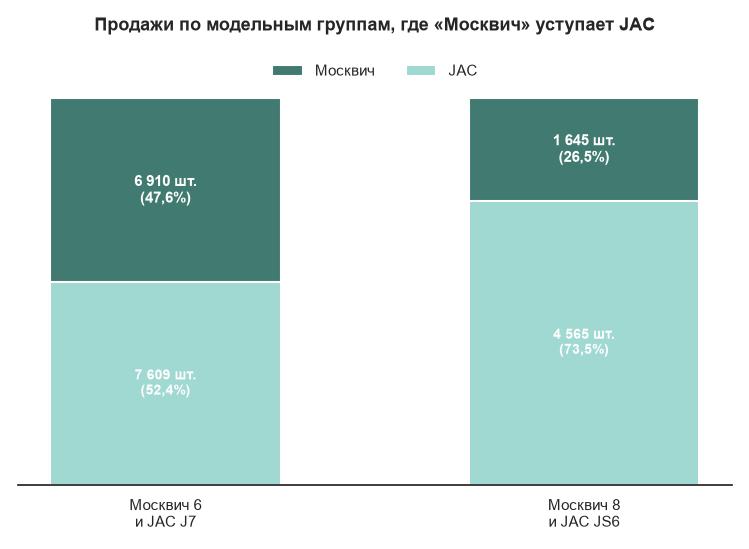 Продажи по модельным группам, где «Москвич» уступает JAC
Москвич
JAC
6 910 шт.
(47,6%)
7 609 шт.
(52,4%)
1 645 шт.
(26,5%)
4 565 шт.
(73,5%)
Москвич 6
и JAC J7
Москвич 8
и JAC JS6